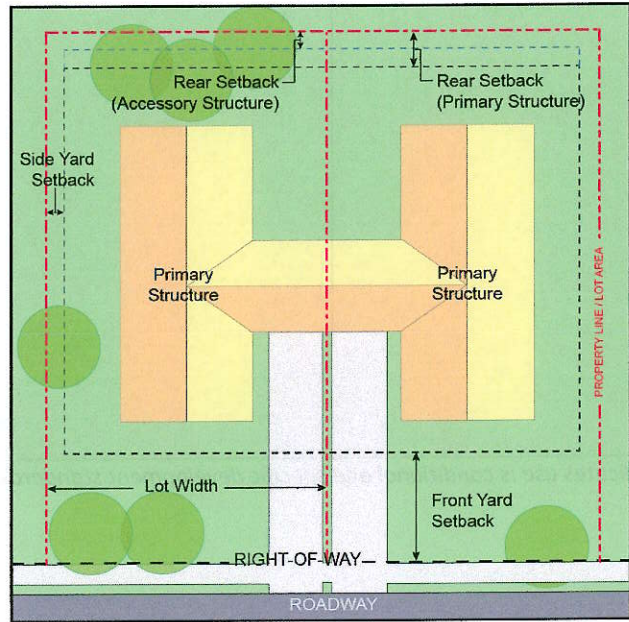 Rear Setback
(Accessory Structure)
Rear Setback
(Primary Structure)
Side Yard
Setback
Primary
Structure
Primary
Structure
PROPERTY LINE / LOT AREA
Lot Width
Front Yard
Setback
RIGHT-OF-WAY
ROADWAY